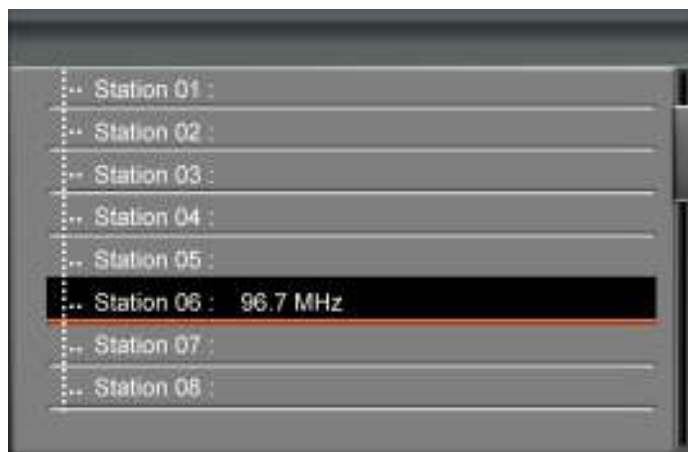 Station 01 :
Station 02 :
Station 03 :
Station 04 :
Station 05 :
Station 06 : 96.7 MHz
Station 07 :
Station 08 :